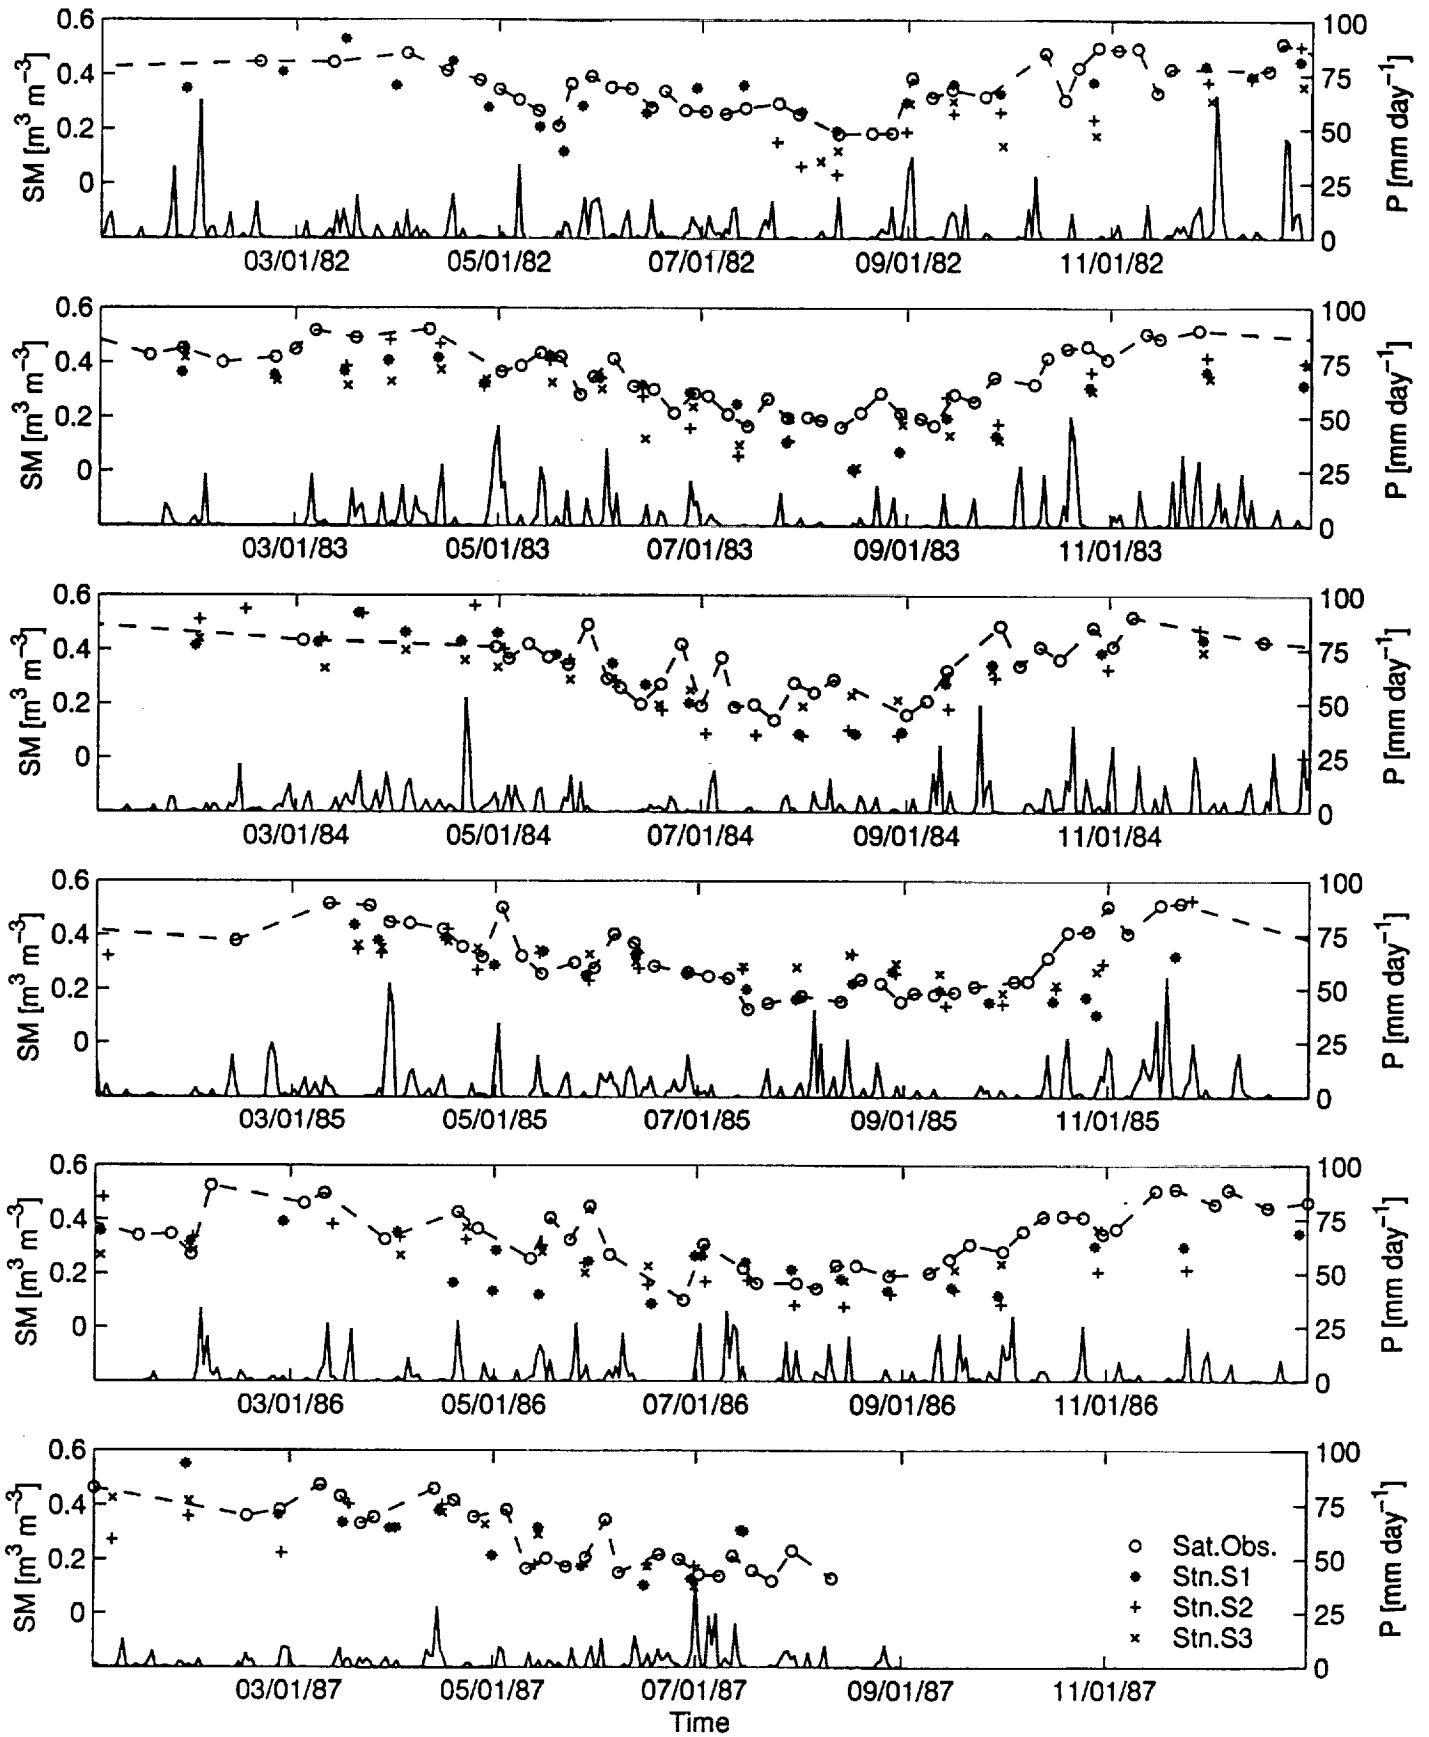 0.6 100
0.4 75
0.2 50
0 25
0
SM [m³ m⁻³]
P [mm day⁻¹]
03/01/82 05/01/82 07/01/82 09/01/82 11/01/82
0.6 100
0.4 75
0.2 50
0 25
0
SM [m³ m⁻³]
P [mm day⁻¹]
03/01/83 05/01/83 07/01/83 09/01/83 11/01/83
0.6 100
0.4 75
0.2 50
0 25
0
SM [m³ m⁻³]
P [mm day⁻¹]
03/01/84 05/01/84 07/01/84 09/01/84 11/01/84
0.6 100
0.4 75
0.2 50
0 25
0
SM [m³ m⁻³]
P [mm day⁻¹]
03/01/85 05/01/85 07/01/85 09/01/85 11/01/85
0.6 100
0.4 75
0.2 50
0 25
0
SM [m³ m⁻³]
P [mm day⁻¹]
03/01/86 05/01/86 07/01/86 09/01/86 11/01/86
0.6 100
0.4 75
0.2 50
0 25
0
SM [m³ m⁻³]
P [mm day⁻¹]
Sat.Obs.
Stn.S1
Stn.S2
Stn.S3
03/01/87 05/01/87 07/01/87 09/01/87 11/01/87
Time